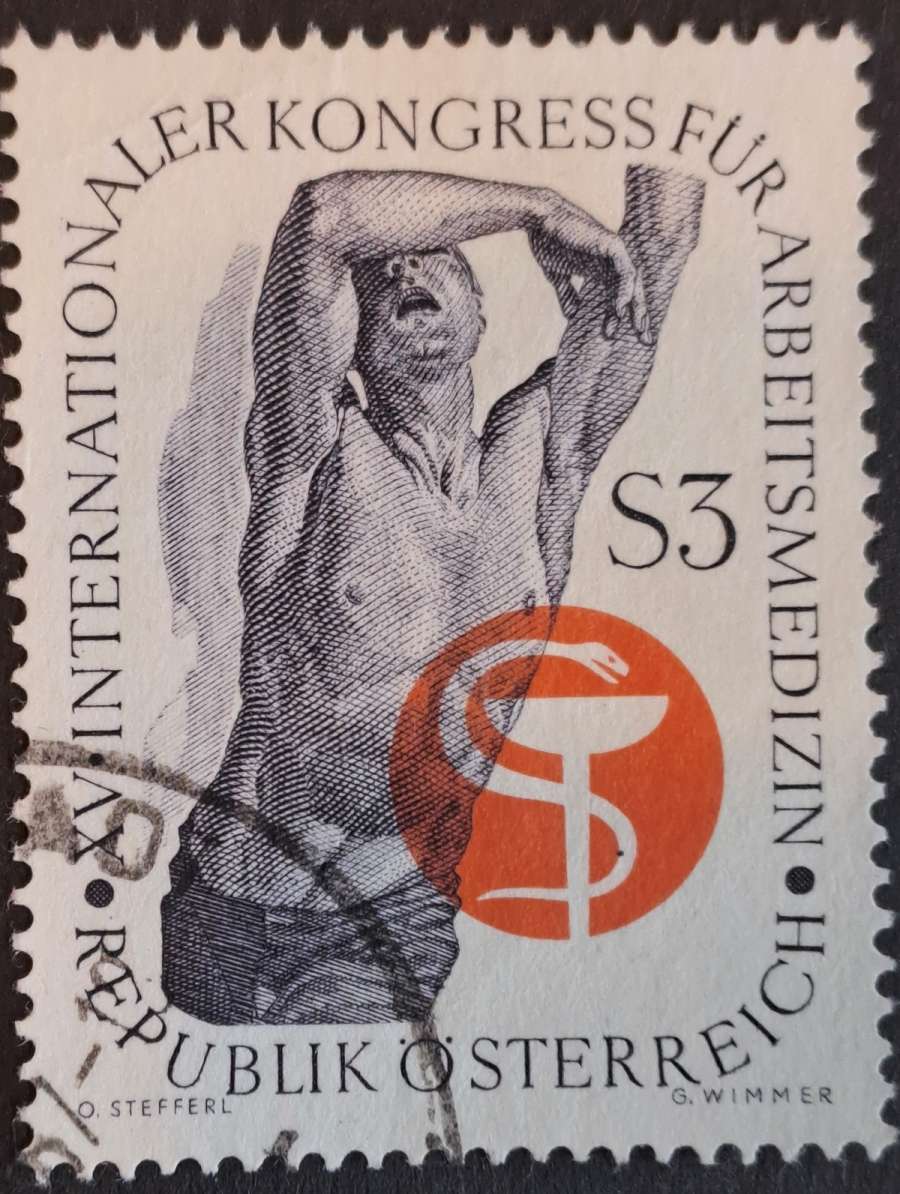 XV INTERNATIONALER KONGRESS FÜR ARBEITSMEDIZIN
S3
• REPUBLIK ÖSTERREICH •
O. STEFFERL
G. WIMMER